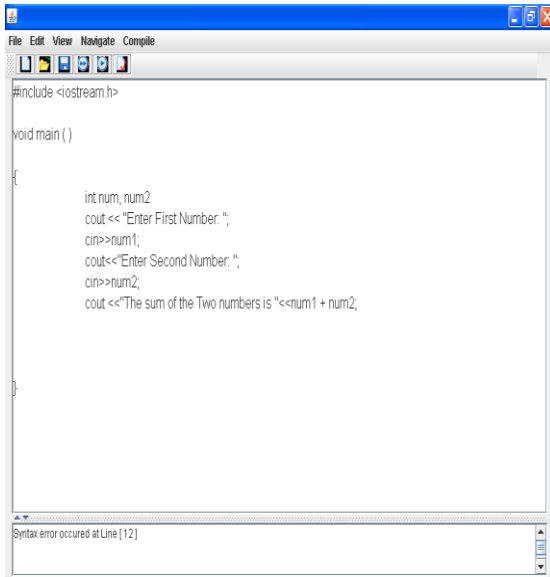 File Edit View Navigate Compile
#include <iostream.h>
void main ( )
{
int num, num2
cout << "Enter First Number: ";
cin>>num1;
cout<<"Enter Second Number: ";
cin>>num2;
cout <<"The sum of the Two numbers is "<<num1 + num2;
}
Syntax error occured at Line [ 12 ]